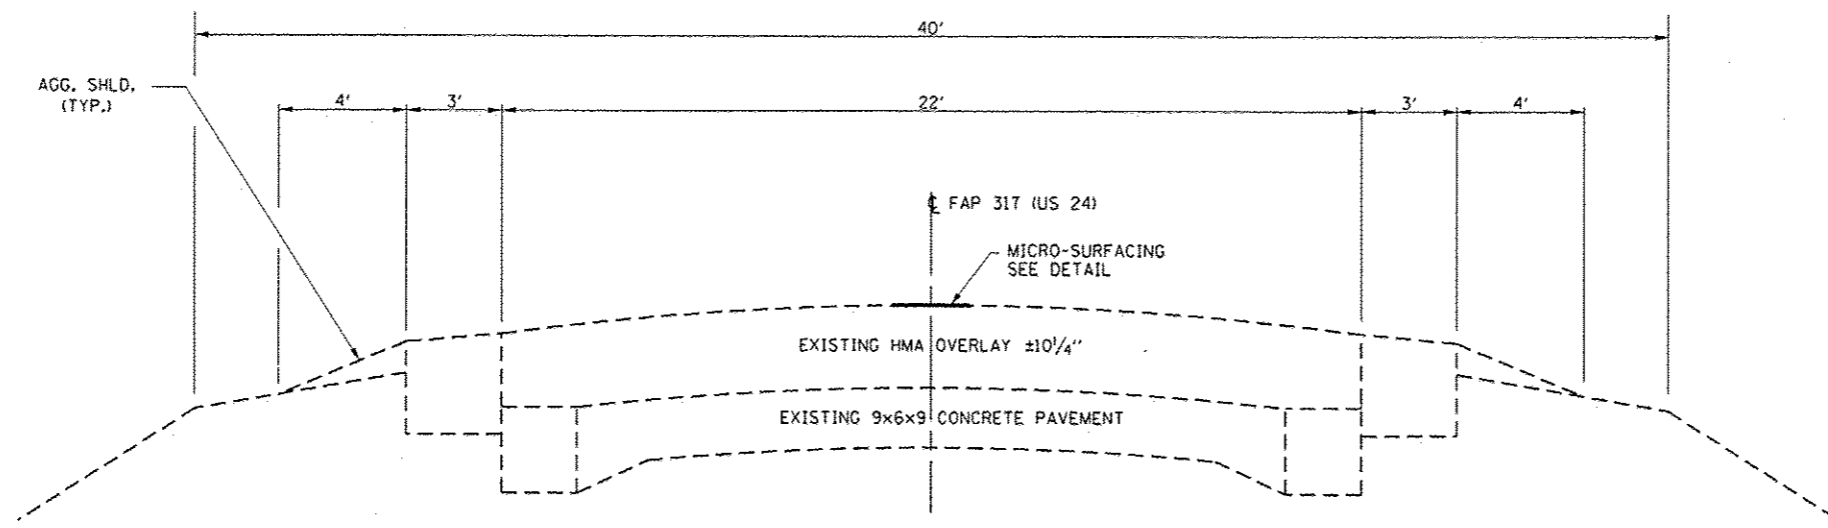 40'
AGG. SHLD.
(TYP.)
4'
3'
22'
3'
4'
℄ FAP 317 (US 24)
MICRO-SURFACING
SEE DETAIL
EXISTING HMA OVERLAY ±10¼"
EXISTING 9x6x9 CONCRETE PAVEMENT